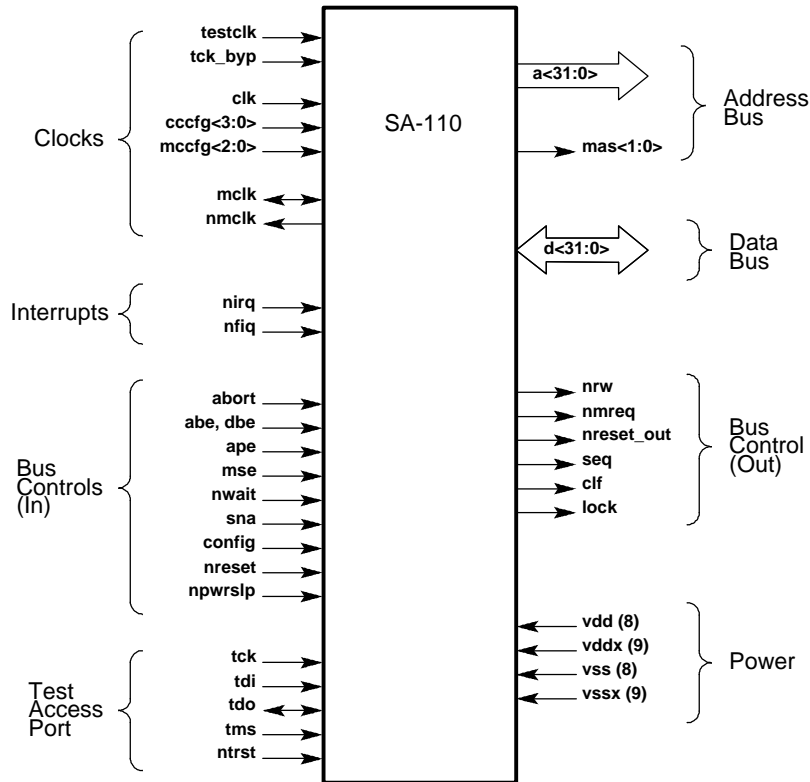 testclk
tck_byp
clk
cccfg<3:0>
mccfg<2:0>
mclk
nmclk
Clocks
nirq
nfiq
Interrupts
abort
abe, dbe
ape
mse
nwait
sna
config
nreset
npwrslp
Bus
Controls
(In)
tck
tdi
tdo
tms
ntrst
Test
Access
Port
SA-110
a<31:0>
mas<1:0>
Address
Bus
d<31:0>
Data
Bus
nrw
nmreq
nreset_out
seq
clf
lock
Bus
Control
(Out)
vdd (8)
vddx (9)
vss (8)
vssx (9)
Power